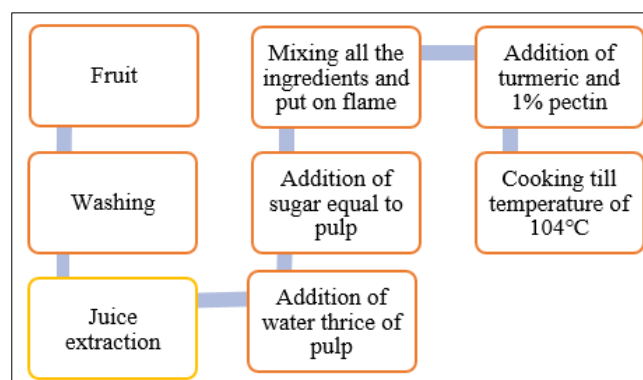 Fruit
Washing
Juice
extraction
Addition of
water thrice of
pulp
Addition of
sugar equal to
pulp
Mixing all the
ingredients and
put on flame
Addition of
turmeric and
1% pectin
Cooking till
temperature of
104°C